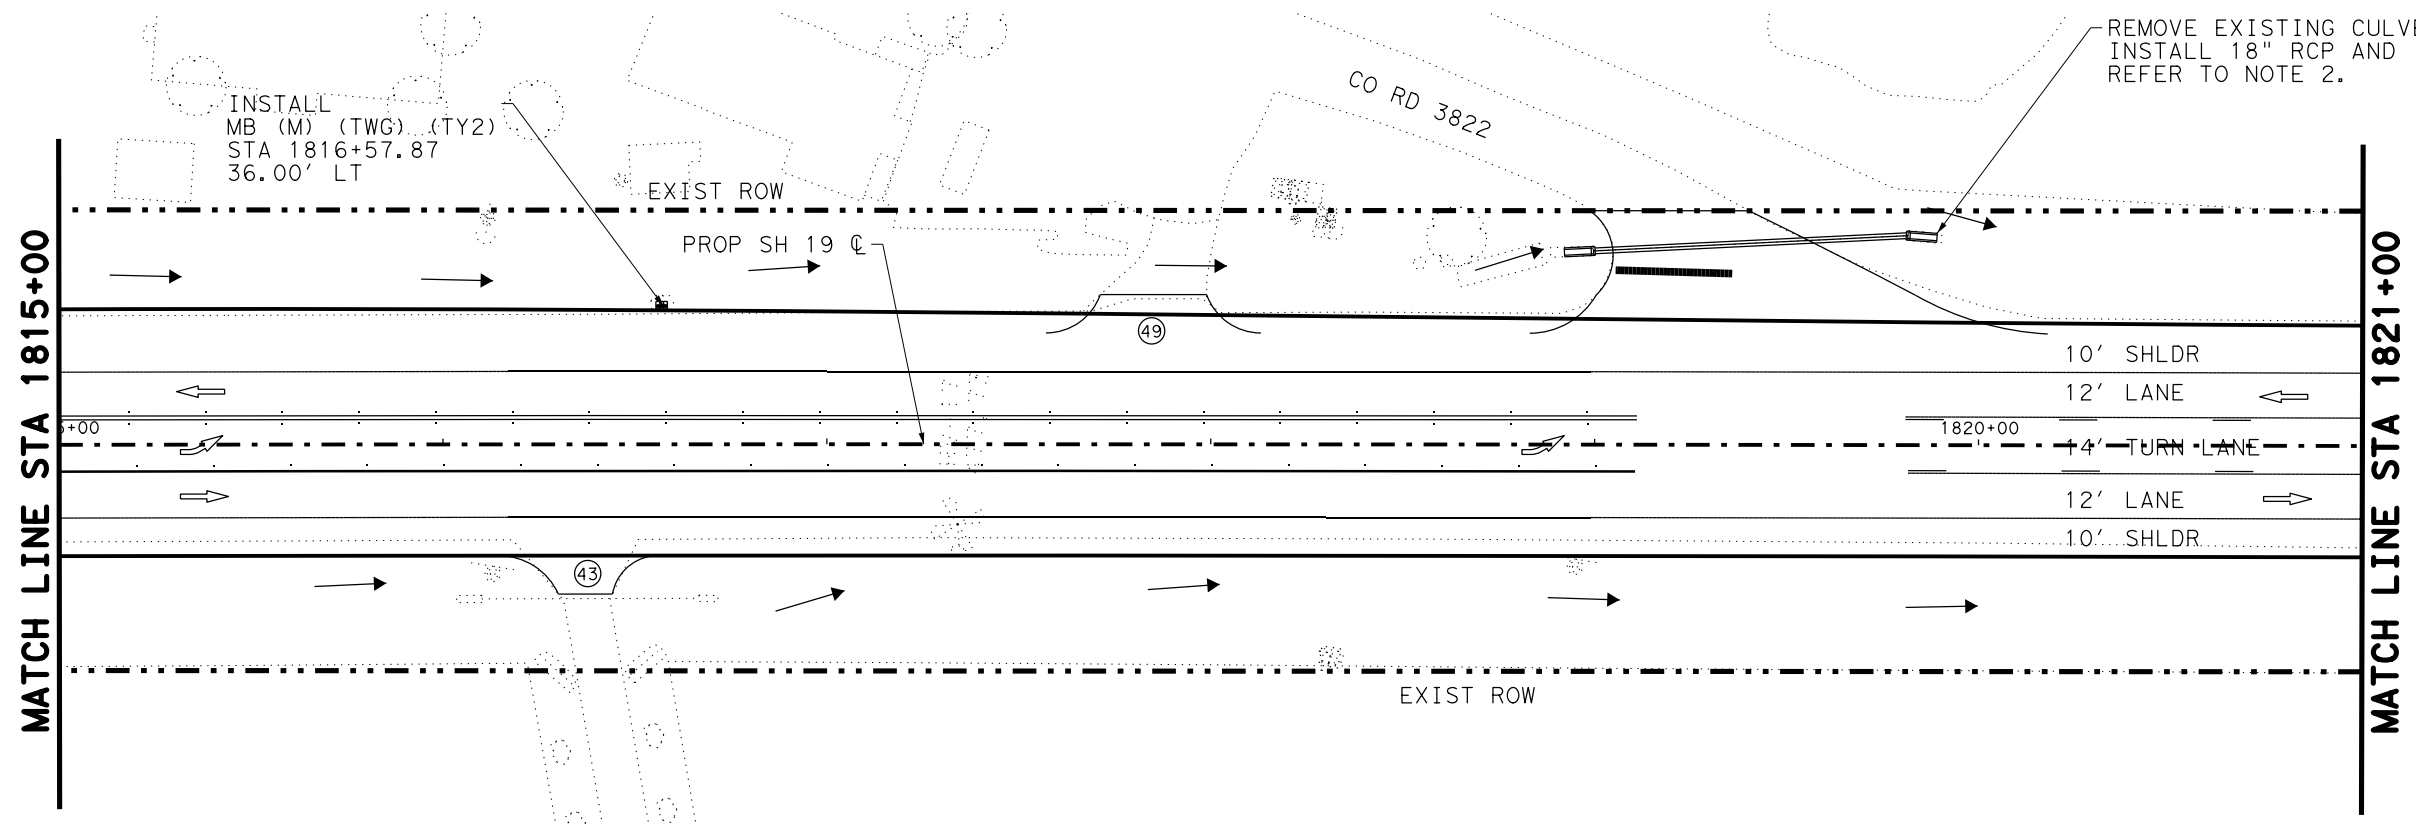 REMOVE EXISTING CULVE
INSTALL 18" RCP AND
REFER TO NOTE 2.
CO RD 3822
INSTALL
MB (M) (TWG) (TY2)
STA 1816+57.87
36.00' LT
EXIST ROW
PROP SH 19 ℄
MATCH LINE STA 1815+00
MATCH LINE STA 1821+00
49
10' SHLDR
12' LANE
5+00
1820+00
14' TURN LANE
12' LANE
10' SHLDR
43
EXIST ROW